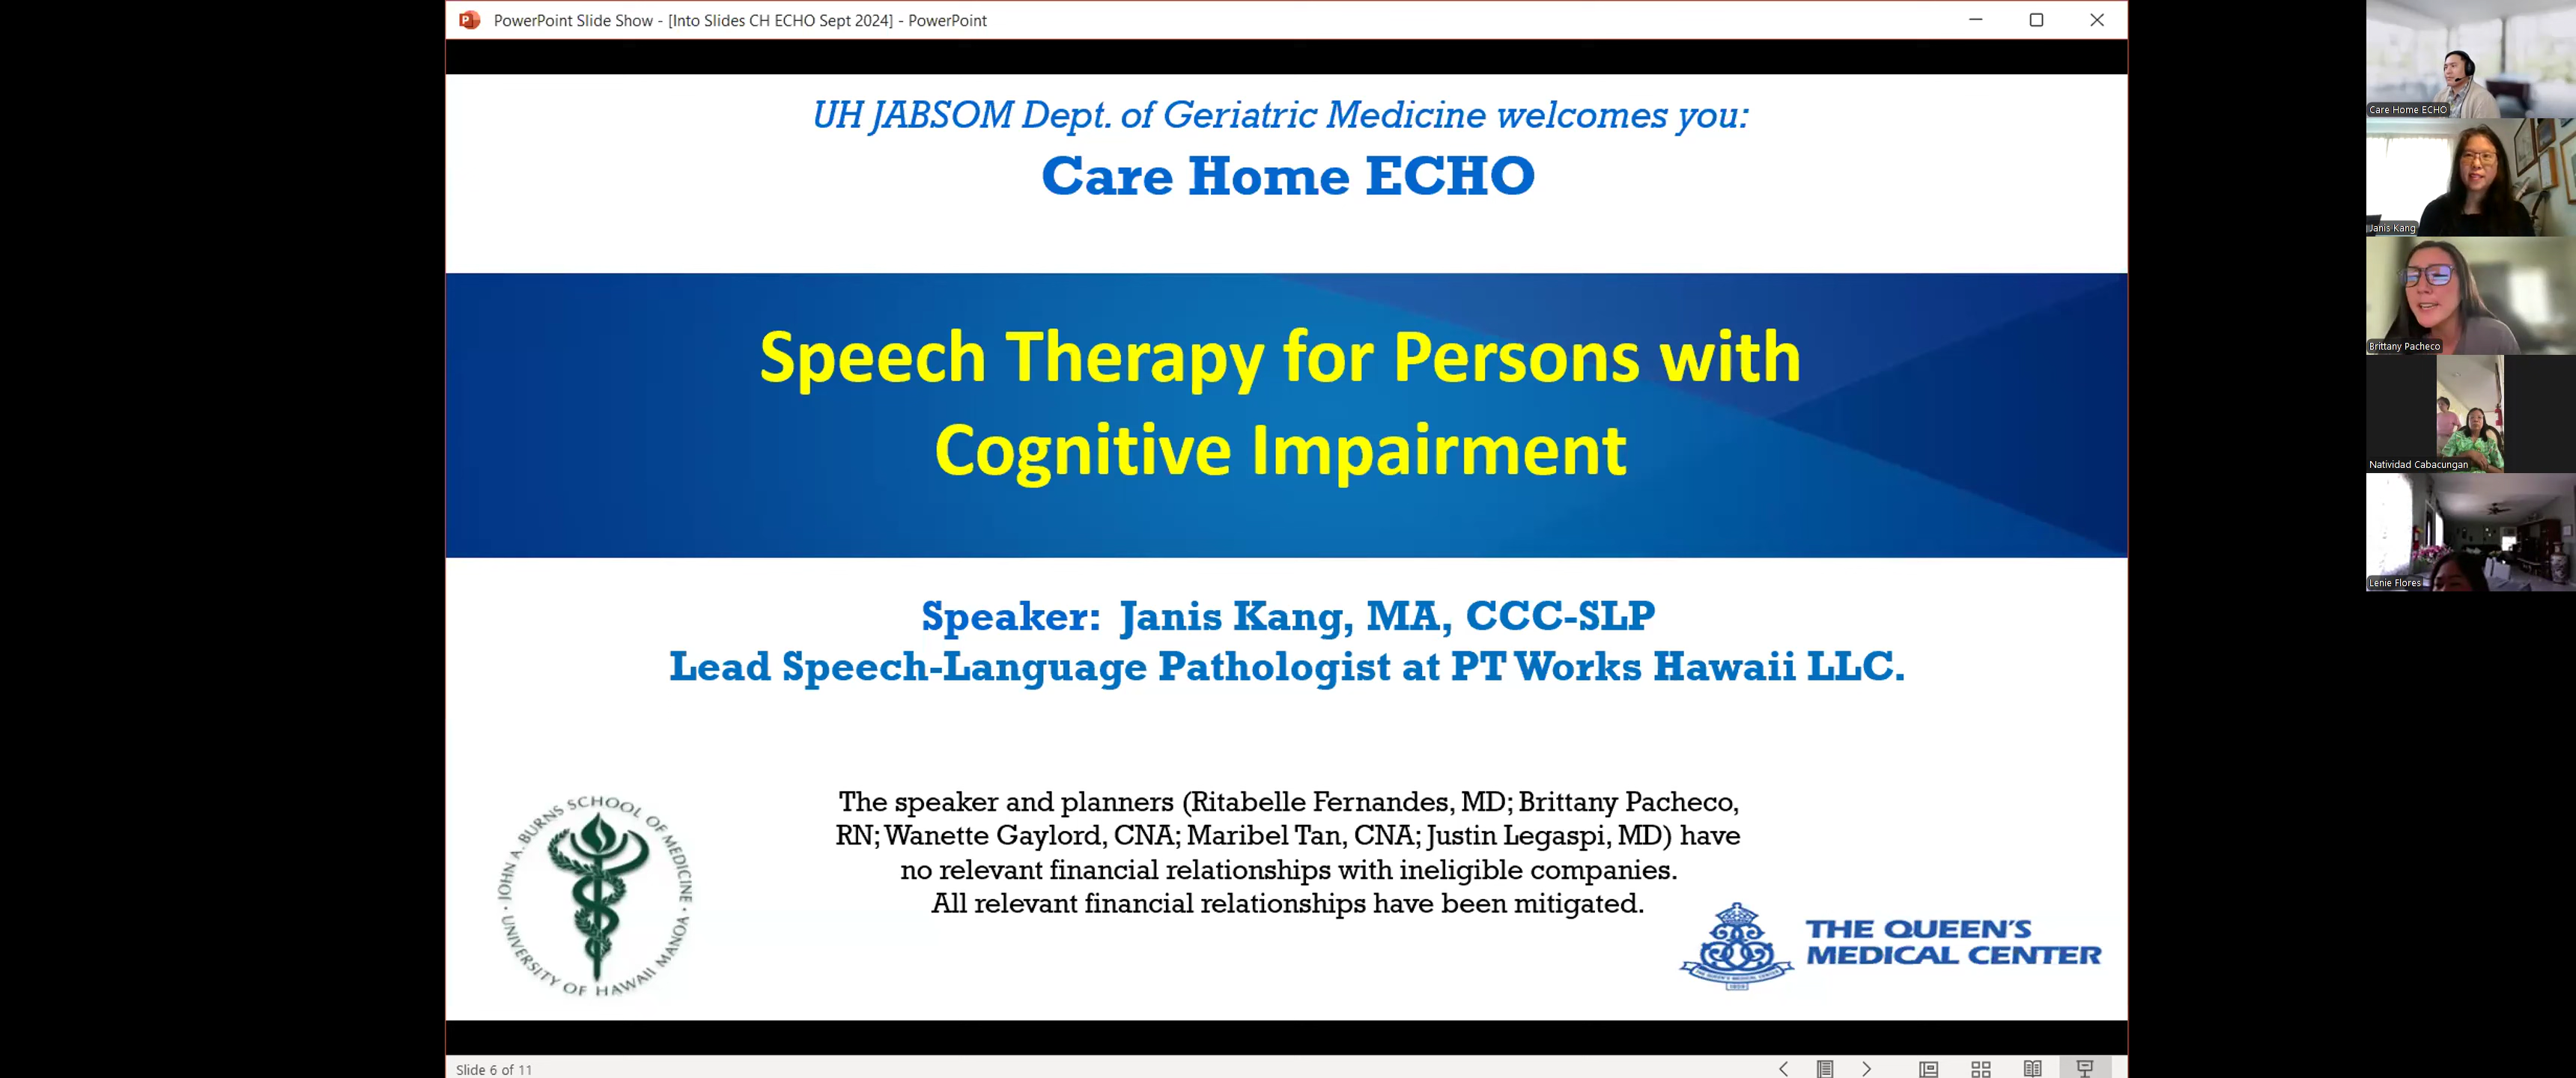 PowerPoint Slide Show - [Into Slides CH ECHO Sept 2024] - PowerPoint
UH JABSOM Dept. of Geriatric Medicine welcomes you:
Care Home ECHO
Speech Therapy for Persons with
Cognitive Impairment
Speaker: Janis Kang, MA, CCC-SLP
Lead Speech-Language Pathologist at PT Works Hawaii LLC.
The speaker and planners (Ritabelle Fernandes, MD; Brittany Pacheco,
RN; Wanette Gaylord, CNA; Maribel Tan, CNA; Justin Legaspi, MD) have
no relevant financial relationships with ineligible companies.
All relevant financial relationships have been mitigated.
JOHN A. BURNS SCHOOL OF MEDICINE
UNIVERSITY OF HAWAII MANOA
THE QUEEN'S
MEDICAL CENTER
Slide 6 of 11
Care Home ECHO
Janis Kang
Brittany Pacheco
Natividad Cabacungan
Lenie Flores